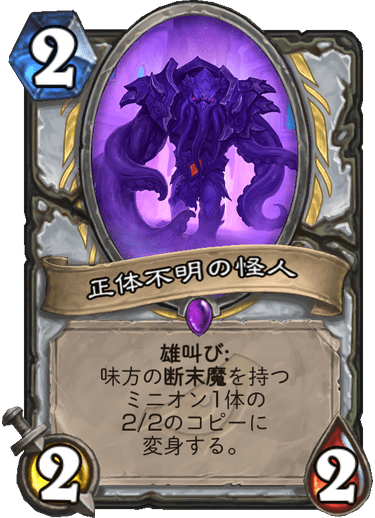 2
正体不明の怪人
雄叫び:
味方の断末魔を持つ
ミニオン1体の
2/2のコピーに
変身する。
2
2